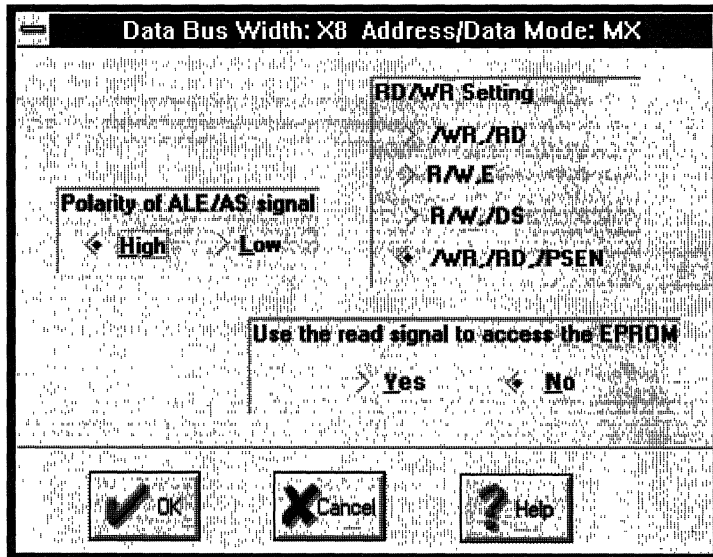 Data Bus Width: X8 Address/Data Mode: MX
RD/WR Setting
/WR,/RD
R/W,E
R/W,/DS
/WR,/RD,/PSEN
Polarity of ALE/AS signal
High Low
Use the read signal to access the EPROM
Yes No
OK Cancel Help